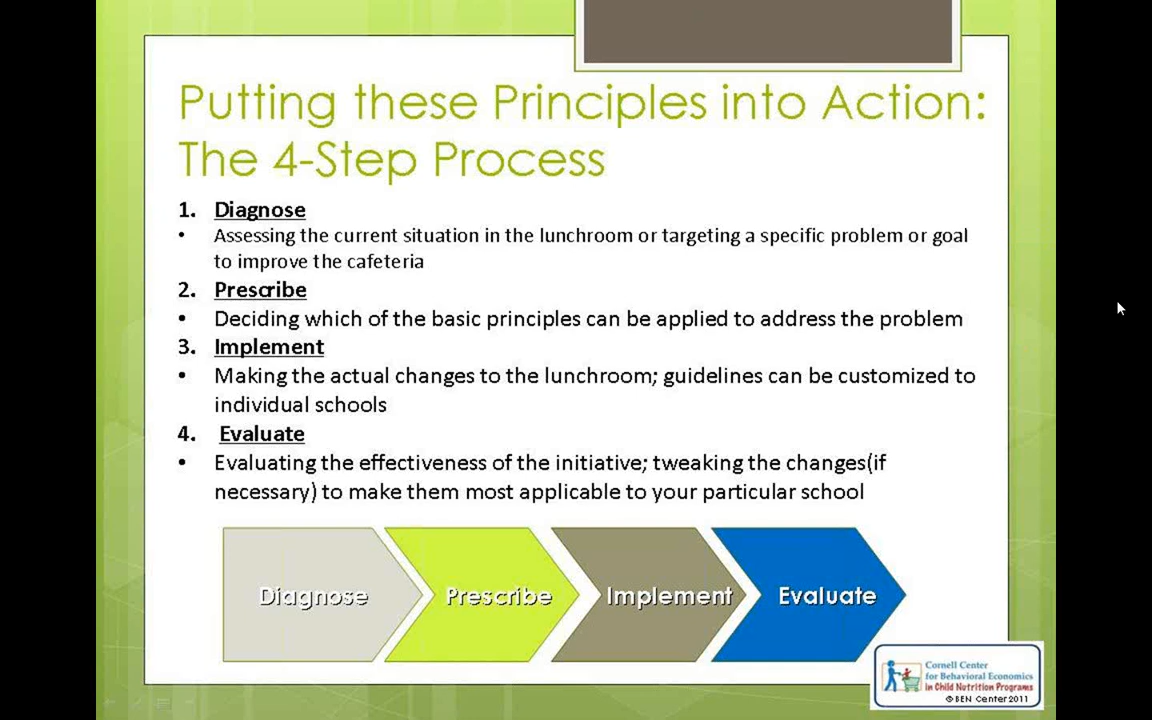 Putting these Principles into Action:
The 4-Step Process
1. Diagnose
• Assessing the current situation in the lunchroom or targeting a specific problem or goal
to improve the cafeteria
2. Prescribe
• Deciding which of the basic principles can be applied to address the problem
3. Implement
• Making the actual changes to the lunchroom; guidelines can be customized to
individual schools
4. Evaluate
• Evaluating the effectiveness of the initiative; tweaking the changes(if
necessary) to make them most applicable to your particular school
Diagnose
Prescribe
Implement
Evaluate
Cornell Center
for Behavioral Economics
in Child Nutrition Programs
©BEN Center2011